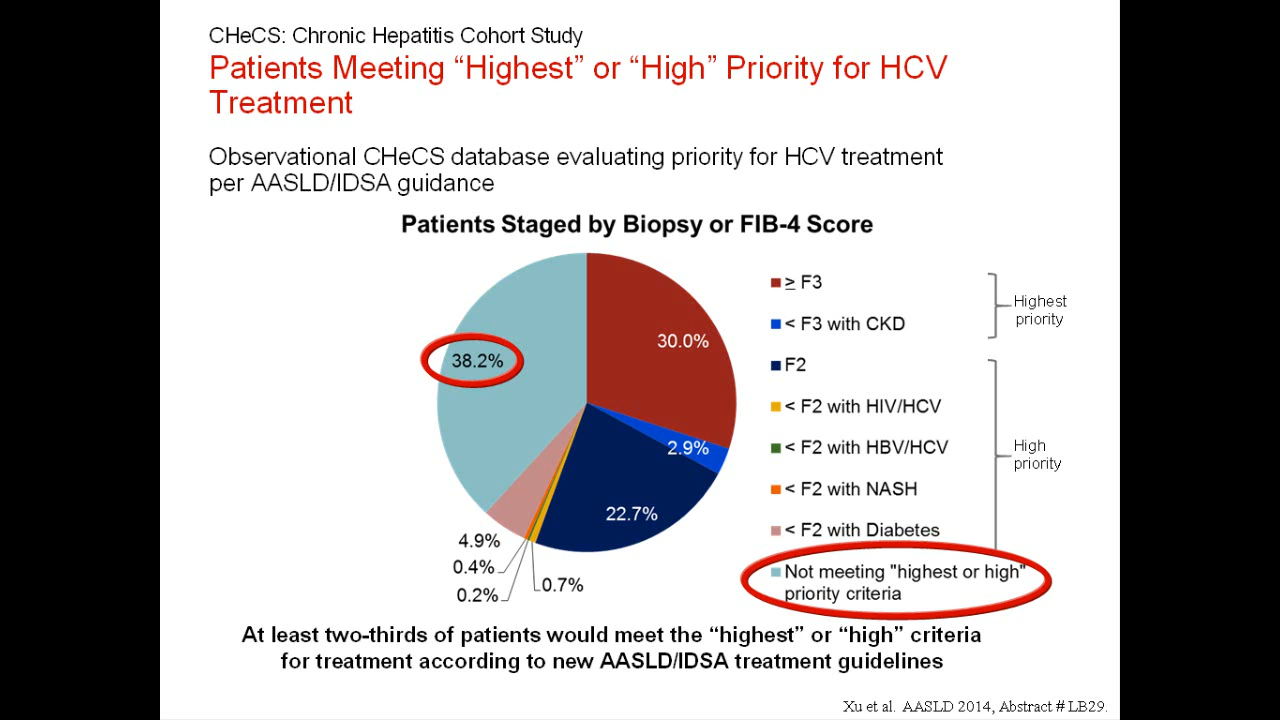 CHeCS: Chronic Hepatitis Cohort Study
Patients Meeting “Highest” or “High” Priority for HCV
Treatment
Observational CHeCS database evaluating priority for HCV treatment
per AASLD/IDSA guidance
Patients Staged by Biopsy or FIB-4 Score
30.0%
2.9%
22.7%
0.7%
0.2%
0.4%
4.9%
38.2%
≥ F3
< F3 with CKD
Highest
priority
F2
< F2 with HIV/HCV
< F2 with HBV/HCV
< F2 with NASH
< F2 with Diabetes
High
priority
Not meeting "highest or high"
priority criteria
At least two-thirds of patients would meet the “highest” or “high” criteria
for treatment according to new AASLD/IDSA treatment guidelines
Xu et al. AASLD 2014, Abstract # LB29.